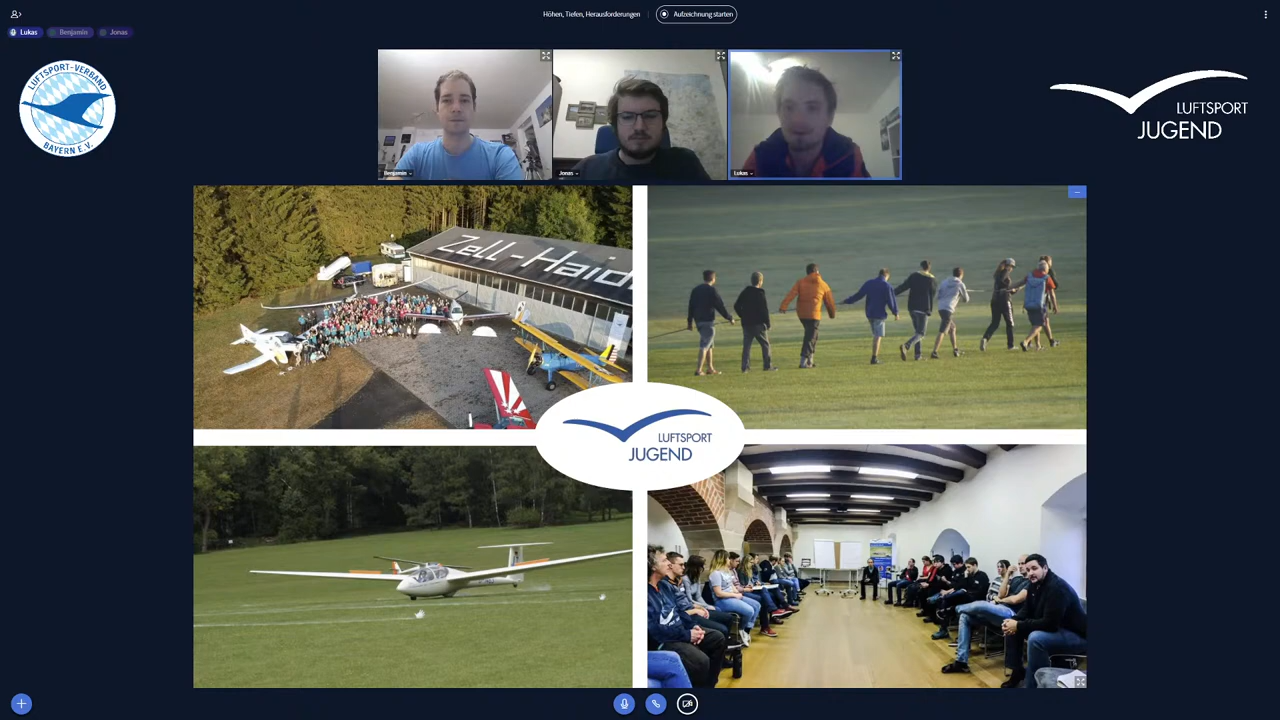 Höhen, Tiefen, Herausforderungen
Aufzeichnung starten
Lukas
Benjamin
Jonas
LUFTSPORT-VERBAND
BAYERN E.V.
LUFTSPORT
JUGEND
Benjamin
Jonas
Lukas
Zell-Haid
LUFTSPORT
JUGEND